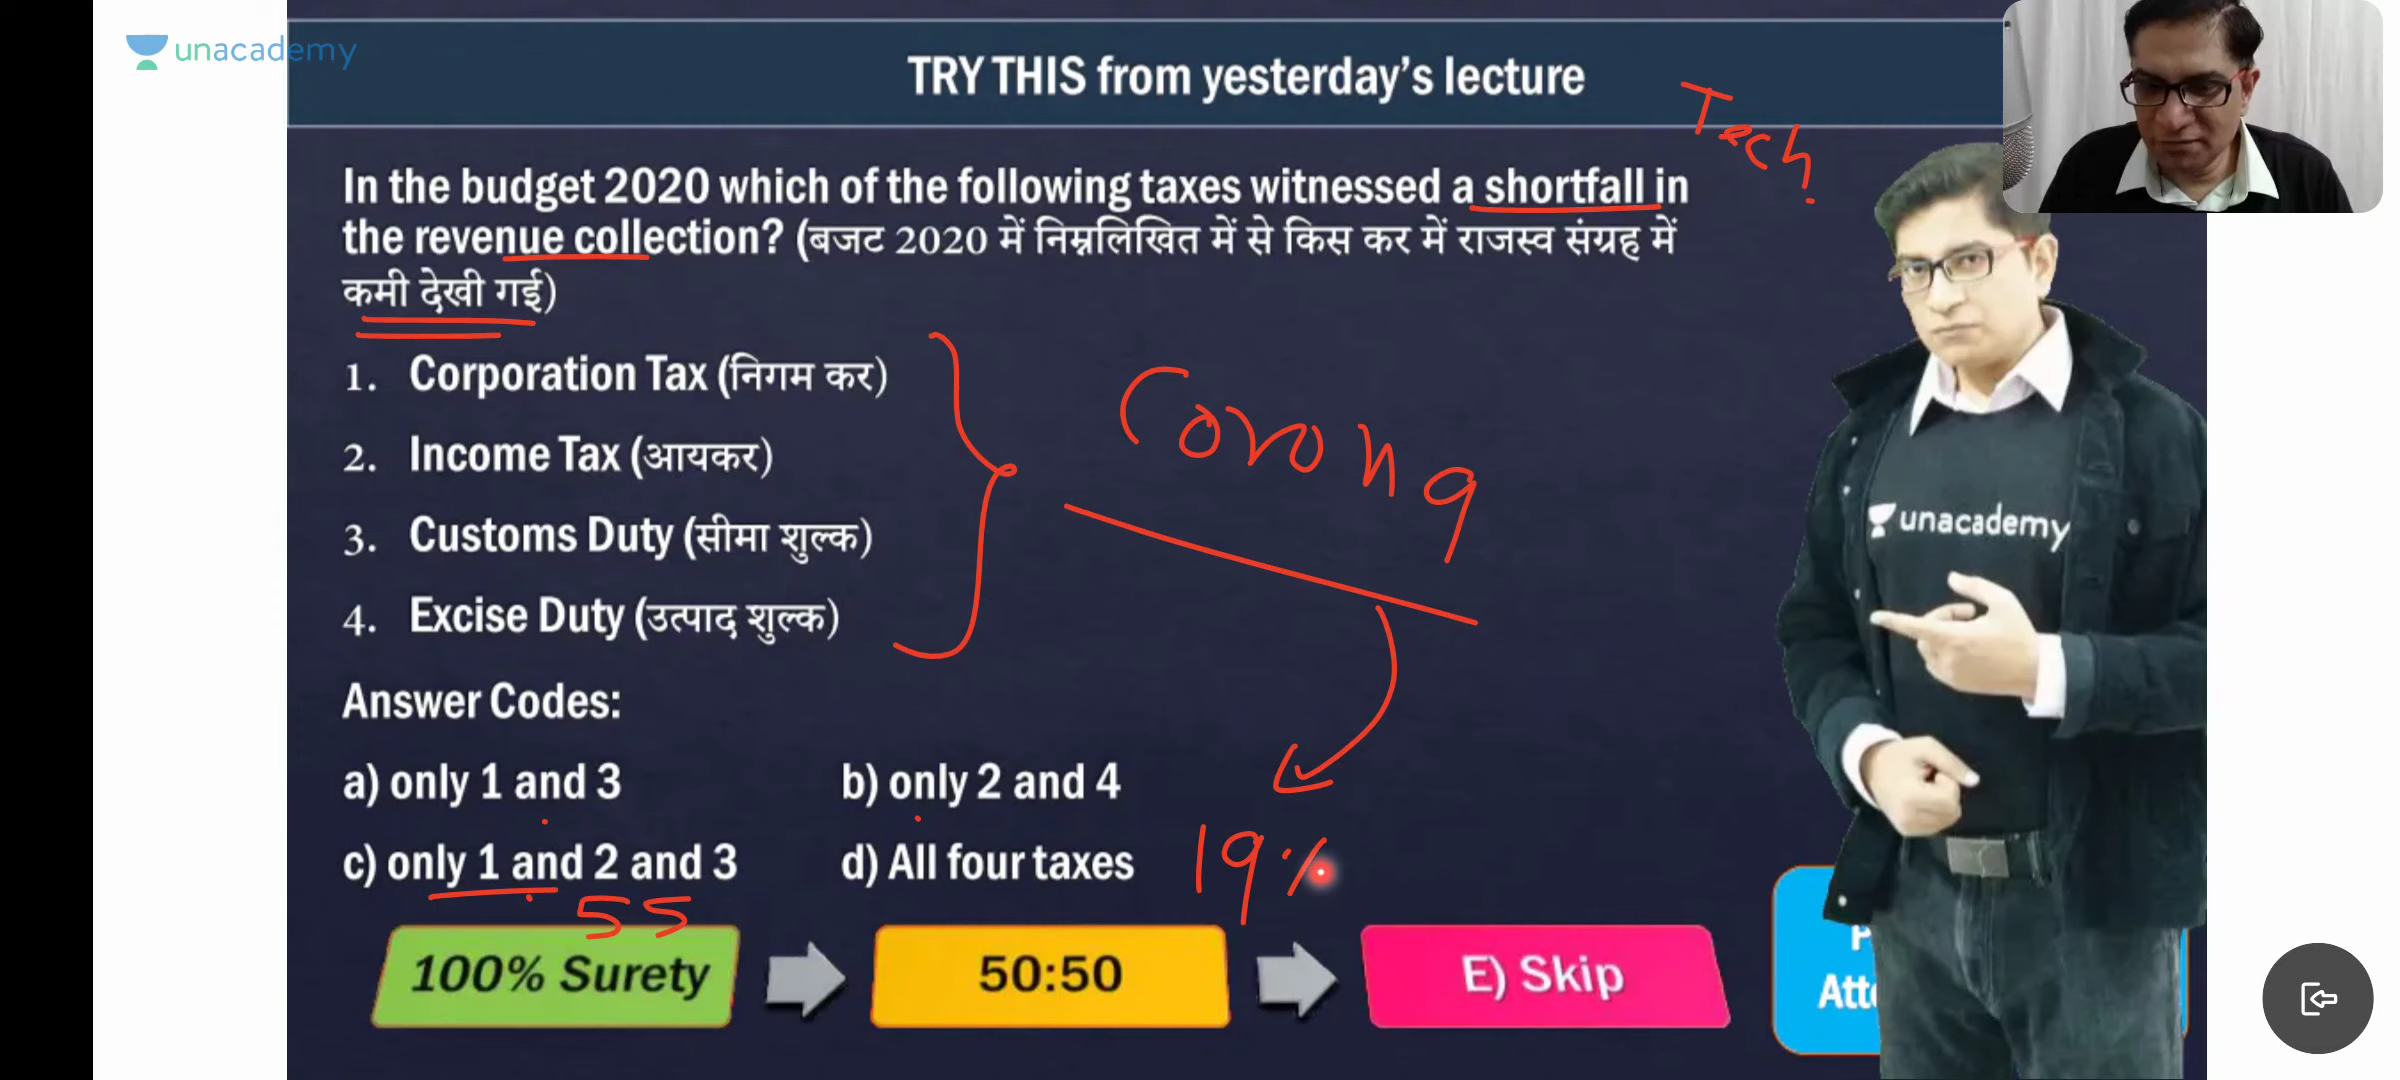 unacademy
TRY THIS from yesterday's lecture
Tech
In the budget 2020 which of the following taxes witnessed a shortfall in
the revenue collection? (बजट 2020 में निम्नलिखित में से किस कर में राजस्व संग्रह में
कमी देखी गई)
1. Corporation Tax (निगम कर)
2. Income Tax (आयकर)
3. Customs Duty (सीमा शुल्क)
4. Excise Duty (उत्पाद शुल्क)
Corona
unacademy
Answer Codes:
a) only 1 and 3
b) only 2 and 4
c) only 1 and 2 and 3
d) All four taxes
19%
55
100% Surety
50:50
E) Skip